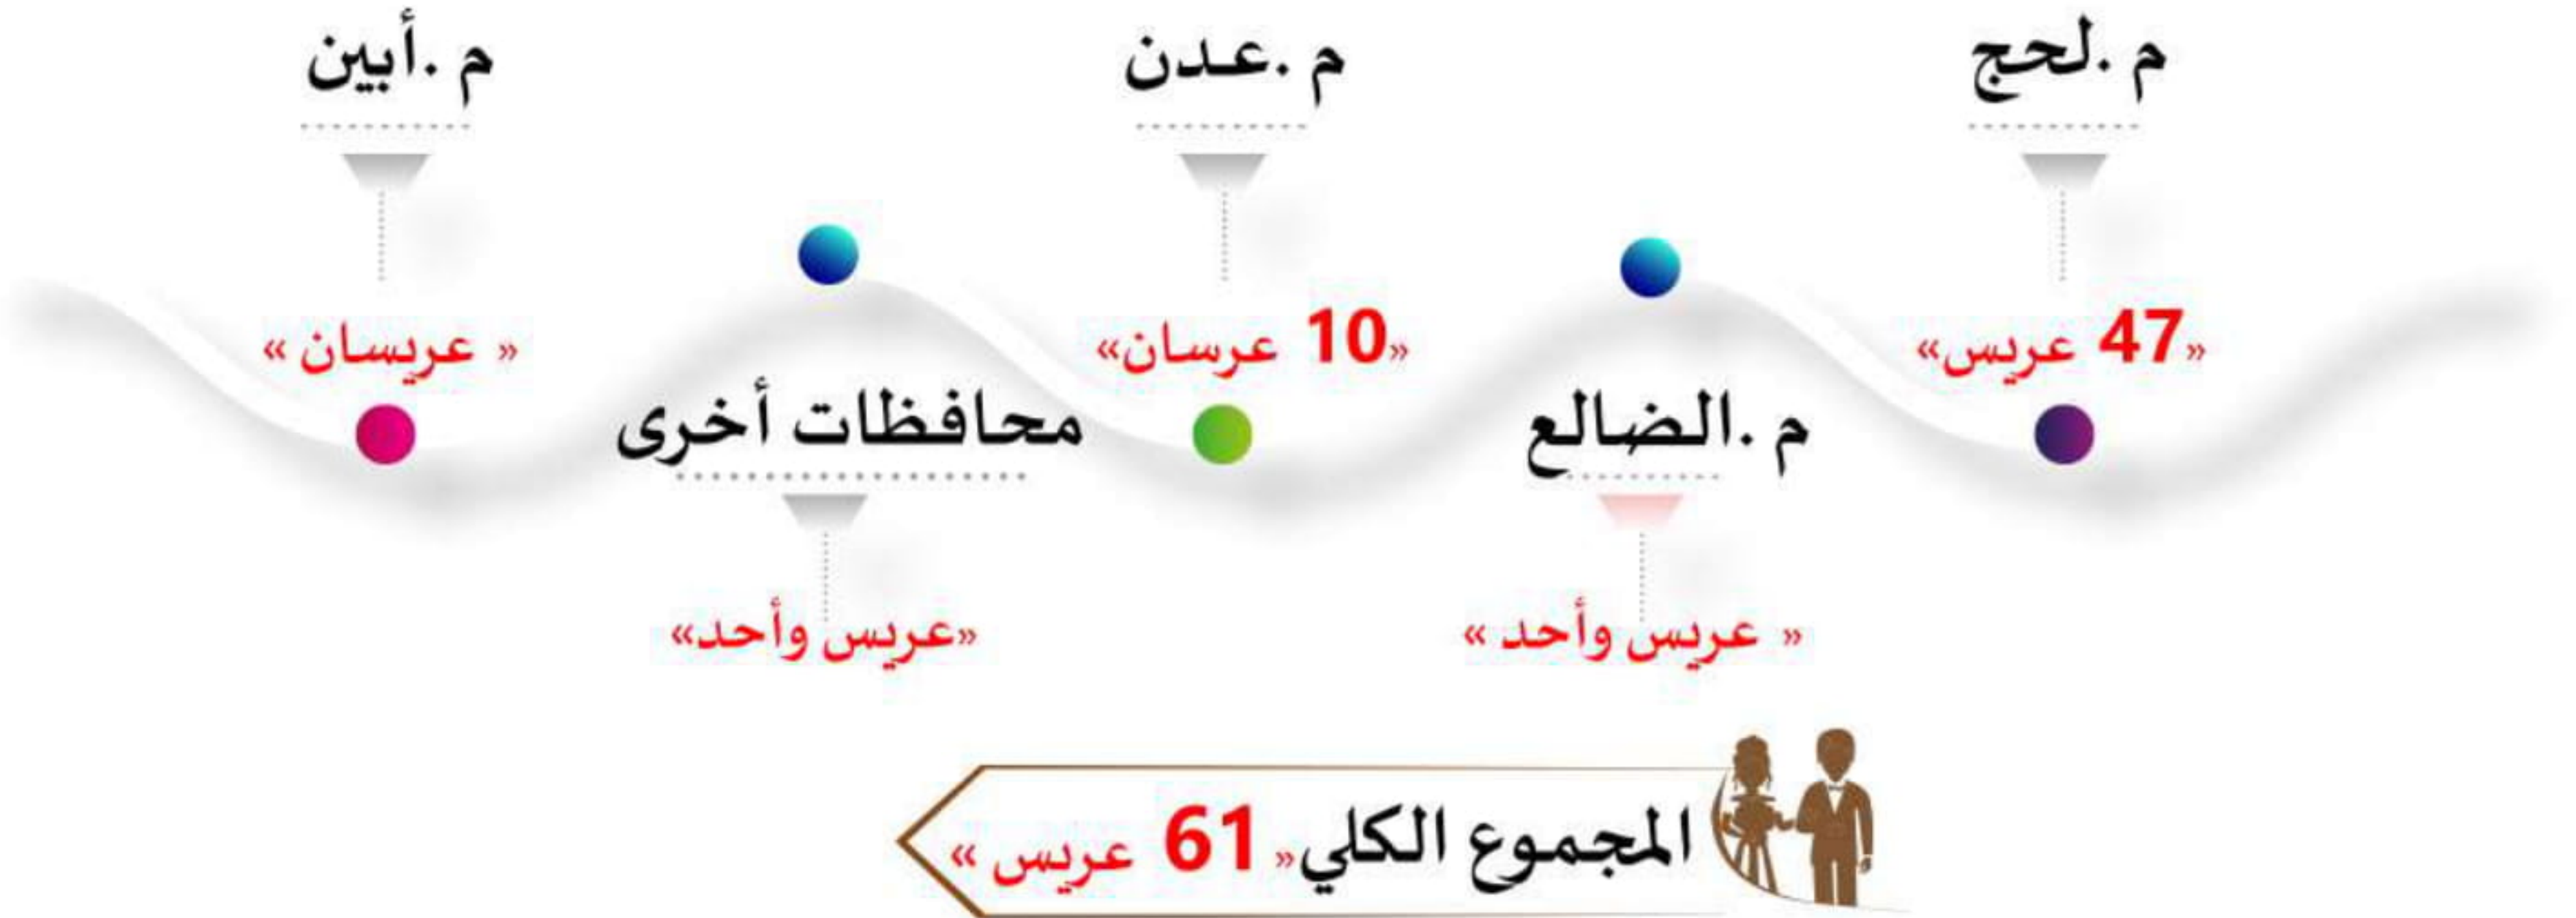 م .لحج
م .عدن
م .أبين
«47 عريس»
«10 عرسان»
« عريسان »
م .الضالع
محافظات أخرى
« عريس وأحد »
«عريس وأحد»
المجموع الكلي« 61 عريس »